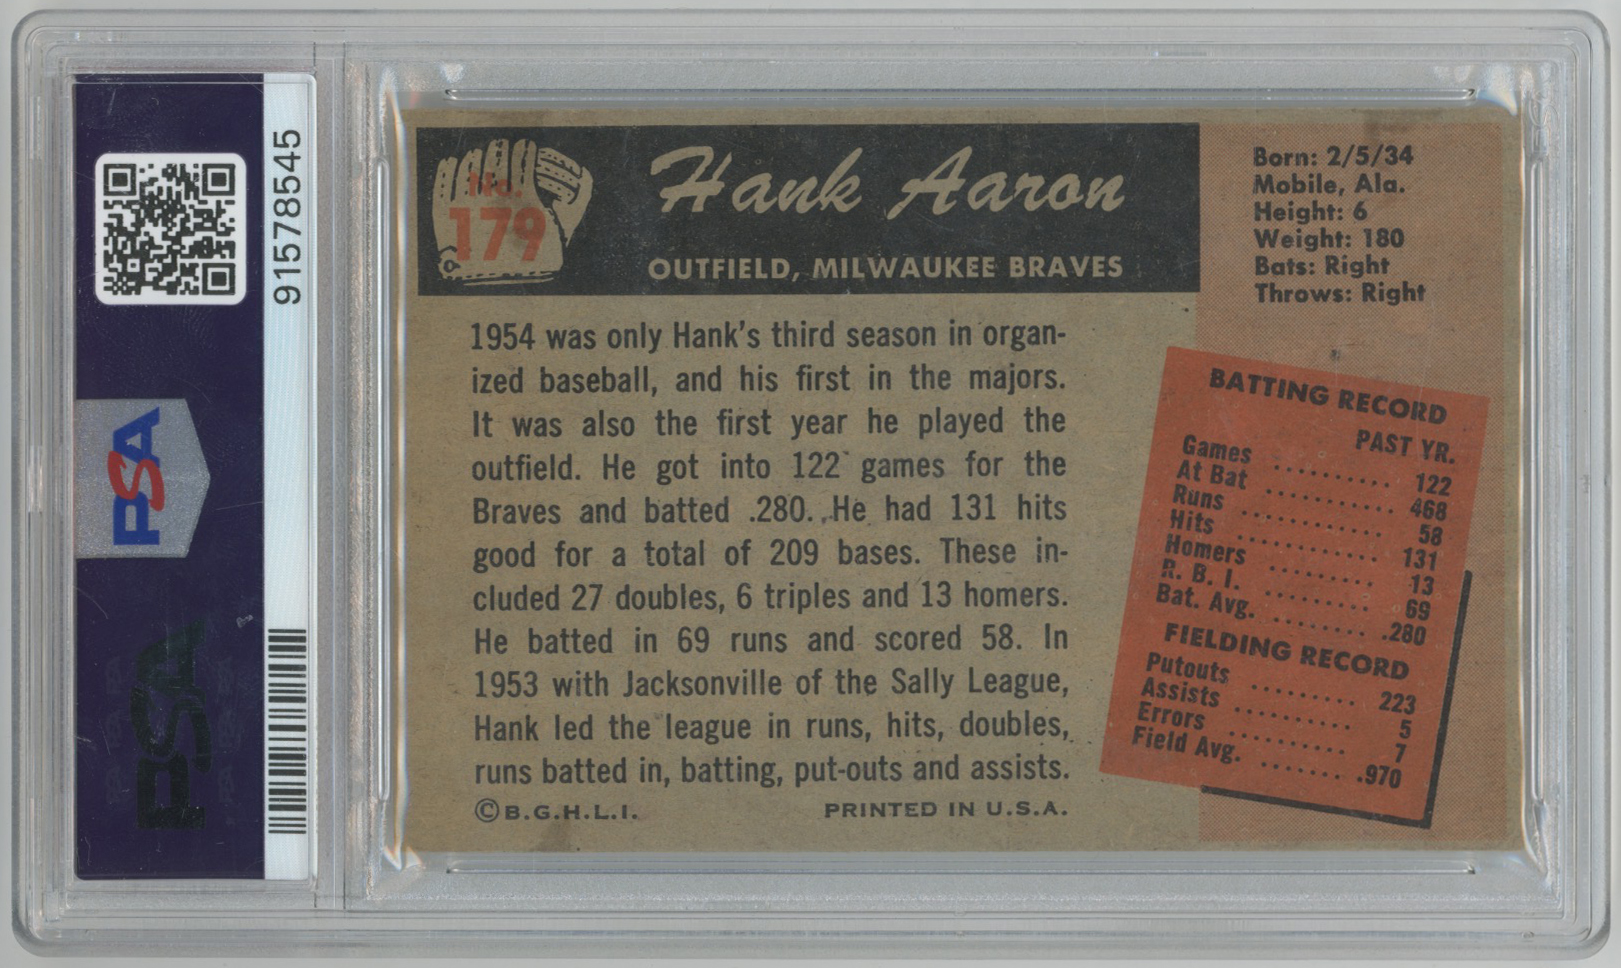 91578545
PSA
PSA
No.
179
Hank Aaron
OUTFIELD, MILWAUKEE BRAVES
Born: 2/5/34
Mobile, Ala.
Height: 6
Weight: 180
Bats: Right
Throws: Right
1954 was only Hank's third season in organ-
ized baseball, and his first in the majors.
It was also the first year he played the
outfield. He got into 122 games for the
Braves and batted .280. He had 131 hits
good for a total of 209 bases. These in-
cluded 27 doubles, 6 triples and 13 homers.
He batted in 69 runs and scored 58. In
1953 with Jacksonville of the Sally League,
Hank led the league in runs, hits, doubles,
runs batted in, batting, put-outs and assists.
©B.G.H.L.I. PRINTED IN U.S.A.
BATTING RECORD
PAST YR.
Games .......... 122
At Bat .......... 468
Runs ........... 58
Hits ............ 131
Homers ......... 13
R. B. I. ......... 69
Bat. Avg. ........ .280
FIELDING RECORD
Putouts ......... 223
Assists .......... 5
Errors .......... 7
Field Avg. ........ .970